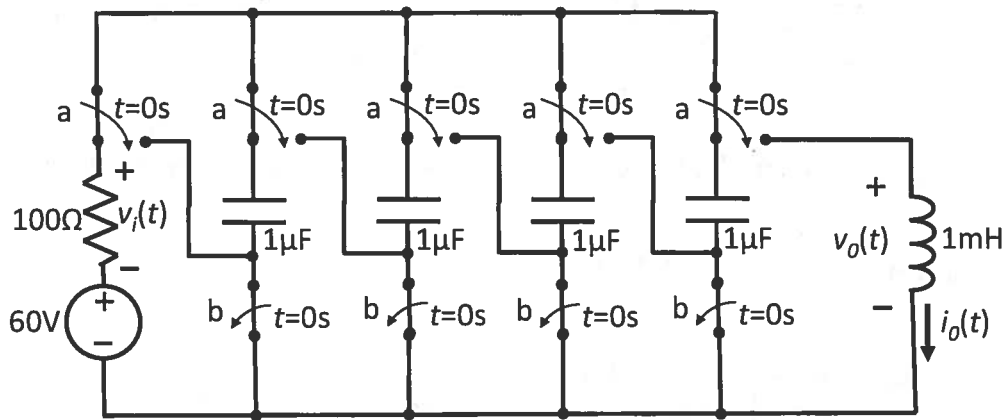 a t=0s a t=0s a t=0s a t=0s a t=0s
+ +
100Ω vi(t) 1μF 1μF 1μF 1μF vo(t) 1mH
− −
60V + b t=0s b t=0s b t=0s b t=0s io(t)
−